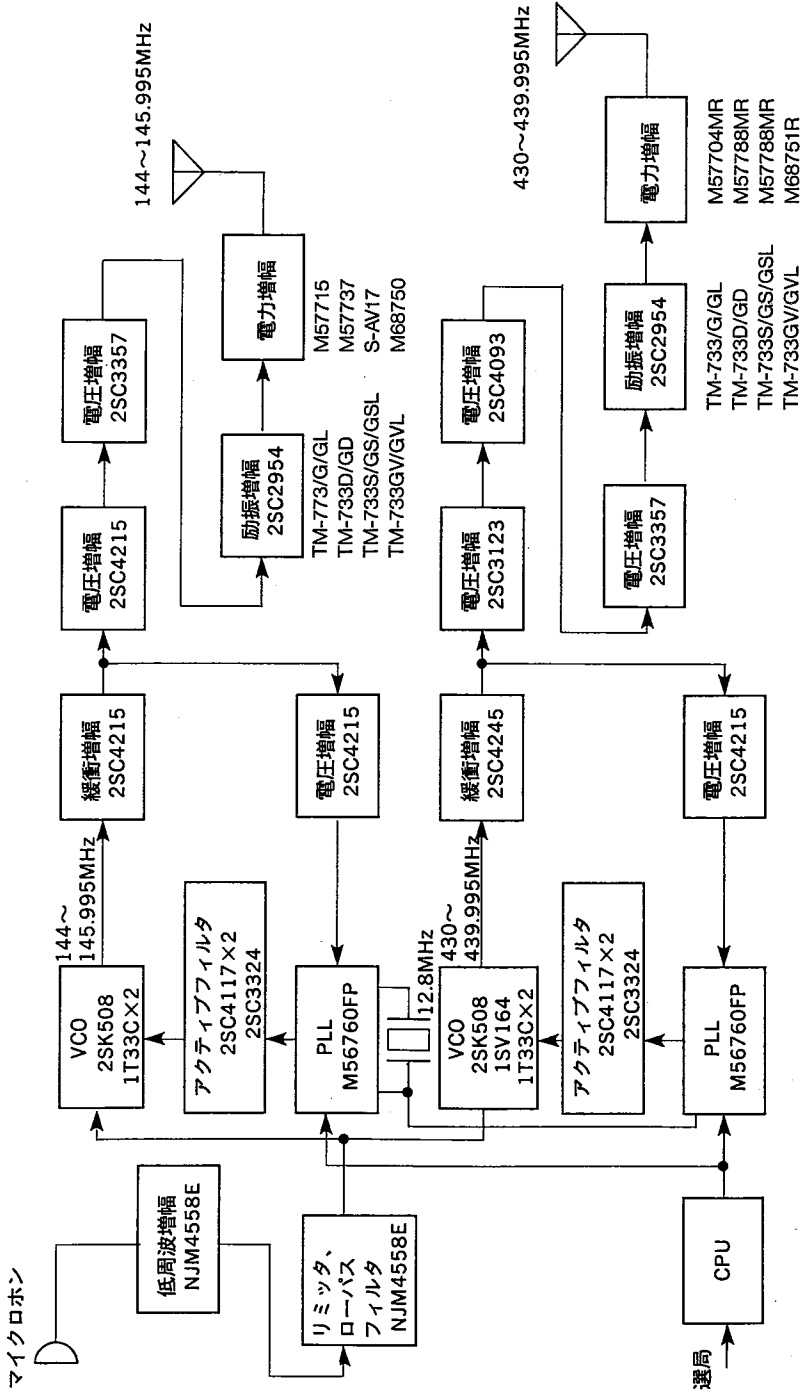 マイクロホン
低周波増幅
NJM4558E
リミッタ、
ローパス
フィルタ
NJM4558E
選局
CPU
VCO
2SK508
1T33C×2
144〜
145.995MHz
緩衝増幅
2SC4215
電圧増幅
2SC4215
電圧増幅
2SC3357
アクティブフィルタ
2SC4117×2
2SC3324
PLL
M56760FP
電圧増幅
2SC4215
励振増幅
2SC2954
電力増幅
144〜145.995MHz
TM-773/G/GL
TM-733D/GD
TM-733S/GS/GSL
TM-733GV/GVL
M57715
M57737
S-AV17
M68750
12.8MHz
VCO
2SK508
1SV164
1T33C×2
430〜
439.995MHz
緩衝増幅
2SC4245
電圧増幅
2SC3123
電圧増幅
2SC4093
アクティブフィルタ
2SC4117×2
2SC3324
PLL
M56760FP
電圧増幅
2SC4215
電圧増幅
2SC3357
励振増幅
2SC2954
電力増幅
430〜439.995MHz
TM-733/G/GL
TM-733D/GD
TM-733S/GS/GSL
TM-733GV/GVL
M57704MR
M57788MR
M57788MR
M68751R